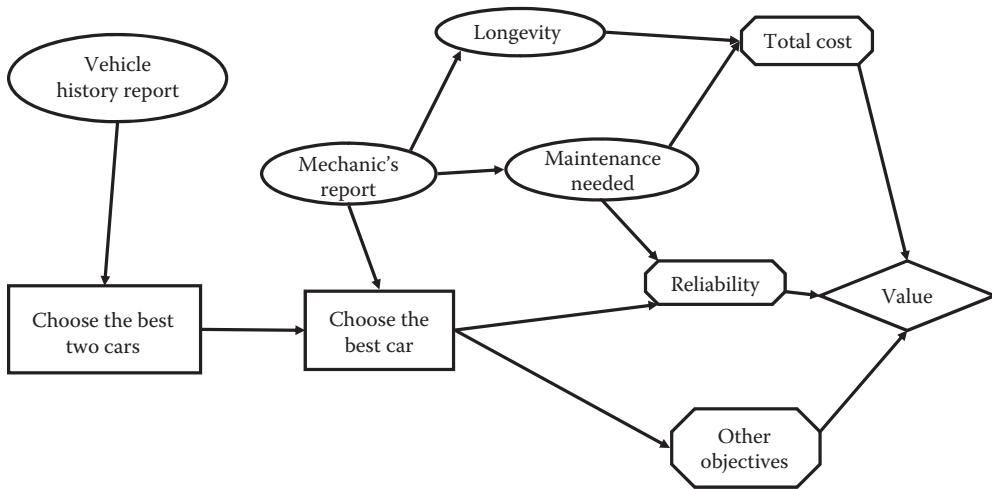 Vehicle
history report
Longevity
Total cost
Mechanic's
report
Maintenance
needed
Choose the best
two cars
Choose the
best car
Reliability
Value
Other
objectives